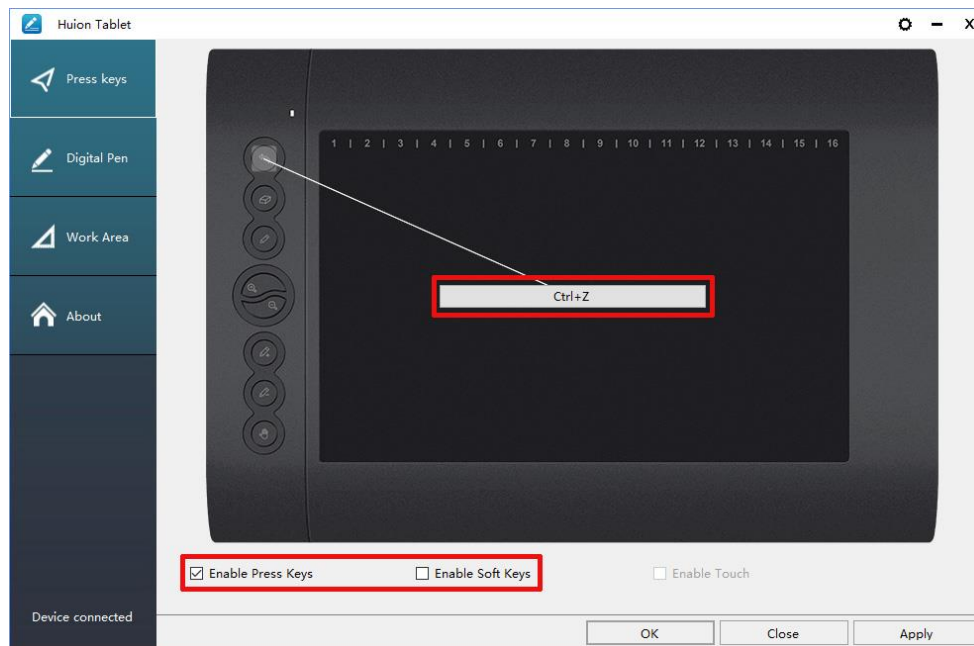 Huion Tablet
Press keys
Digital Pen
Work Area
About
1 | 2 | 3 | 4 | 5 | 6 | 7 | 8 | 9 | 10 | 11 | 12 | 13 | 14 | 15 | 16
Ctrl+Z
Enable Press Keys Enable Soft Keys Enable Touch
Device connected
OK Close Apply